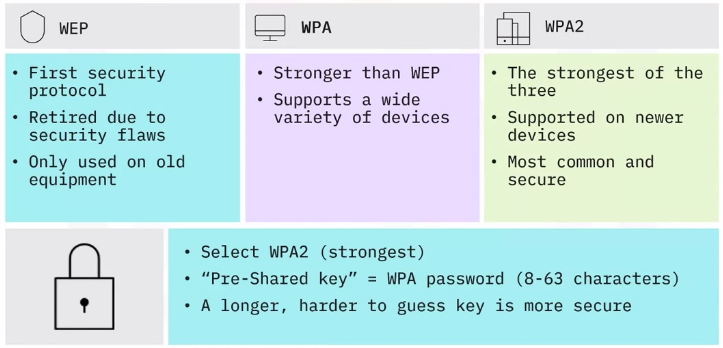 WEP
WPA
WPA2
• First security
protocol
• Retired due to
security flaws
• Only used on old
equipment
• Stronger than WEP
• Supports a wide
variety of devices
• The strongest of the
three
• Supported on newer
devices
• Most common and
secure
• Select WPA2 (strongest)
• “Pre-Shared key” = WPA password (8-63 characters)
• A longer, harder to guess key is more secure